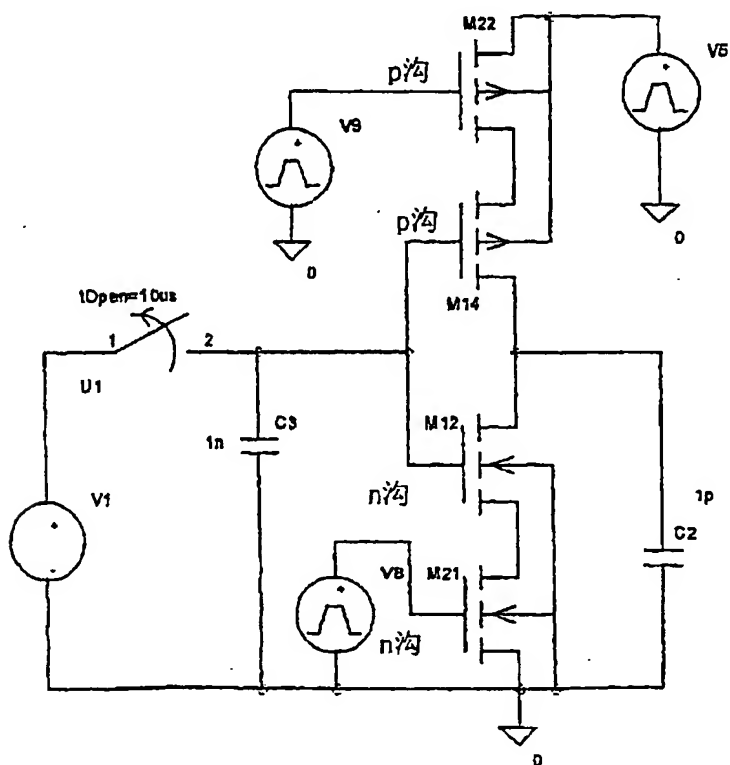 M22
V5
p沟
V9
0
0
p沟
tOpen=10us
1
2
M14
U1
C3
M12
1n
n沟
1p
V1
C2
V8
M21
n沟
0